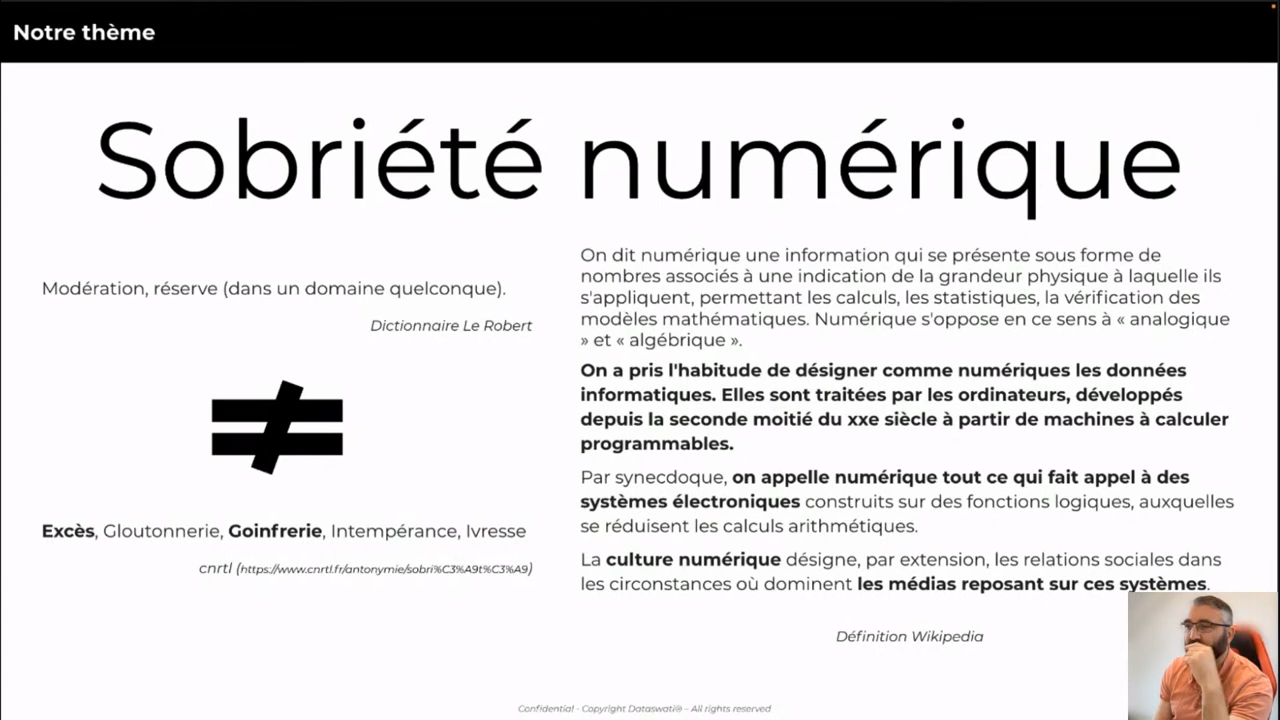 Notre thème
Sobriété numérique
Modération, réserve (dans un domaine quelconque).
Dictionnaire Le Robert
≠
Excès, Gloutonnerie, Goinfrerie, Intempérance, Ivresse
cnrtl (https://www.cnrtl.fr/antonymie/sobri%C3%A9t%C3%A9)
On dit numérique une information qui se présente sous forme de
nombres associés à une indication de la grandeur physique à laquelle ils
s'appliquent, permettant les calculs, les statistiques, la vérification des
modèles mathématiques. Numérique s'oppose en ce sens à « analogique
» et « algébrique ».
On a pris l'habitude de désigner comme numériques les données
informatiques. Elles sont traitées par les ordinateurs, développés
depuis la seconde moitié du xxe siècle à partir de machines à calculer
programmables.
Par synecdoque, on appelle numérique tout ce qui fait appel à des
systèmes électroniques construits sur des fonctions logiques, auxquelles
se réduisent les calculs arithmétiques.
La culture numérique désigne, par extension, les relations sociales dans
les circonstances où dominent les médias reposant sur ces systèmes.
Définition Wikipedia
Confidential - Copyright Dataswati® - All rights reserved